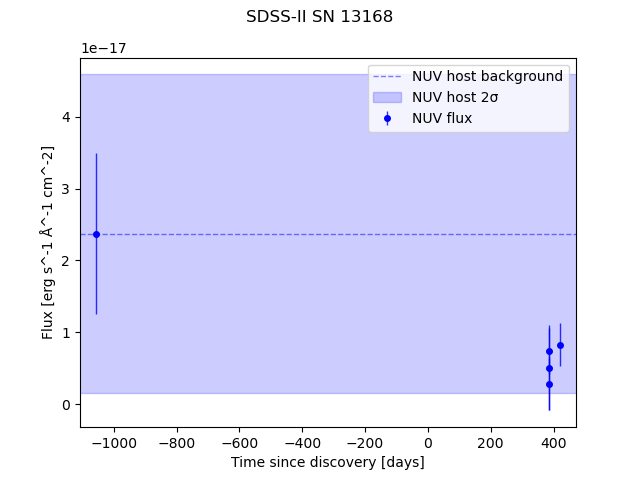 SDSS-II SN 13168
1e−17
NUV host background
NUV host 2σ
NUV flux
4
3
2
1
0
Flux [erg s^-1 Å^-1 cm^-2]
−1000 −800 −600 −400 −200 0 200 400
Time since discovery [days]